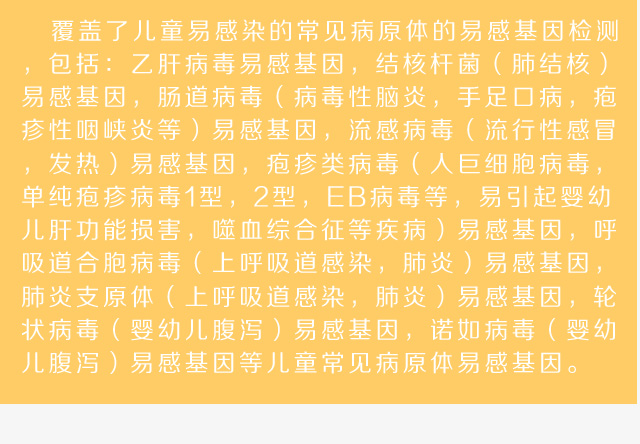 覆盖了儿童易感染的常见病原体的易感基因检测
，包括：乙肝病毒易感基因，结核杆菌（肺结核）
易感基因，肠道病毒（病毒性脑炎，手足口病，疱
疹性咽峡炎等）易感基因，流感病毒（流行性感冒
，发热）易感基因，疱疹类病毒（人巨细胞病毒，
单纯疱疹病毒1型，2型，EB病毒等，易引起婴幼
儿肝功能损害，噬血综合征等疾病）易感基因，呼
吸道合胞病毒（上呼吸道感染，肺炎）易感基因，
肺炎支原体（上呼吸道感染，肺炎）易感基因，轮
状病毒（婴幼儿腹泻）易感基因，诺如病毒（婴幼
儿腹泻）易感基因等儿童常见病原体易感基因。